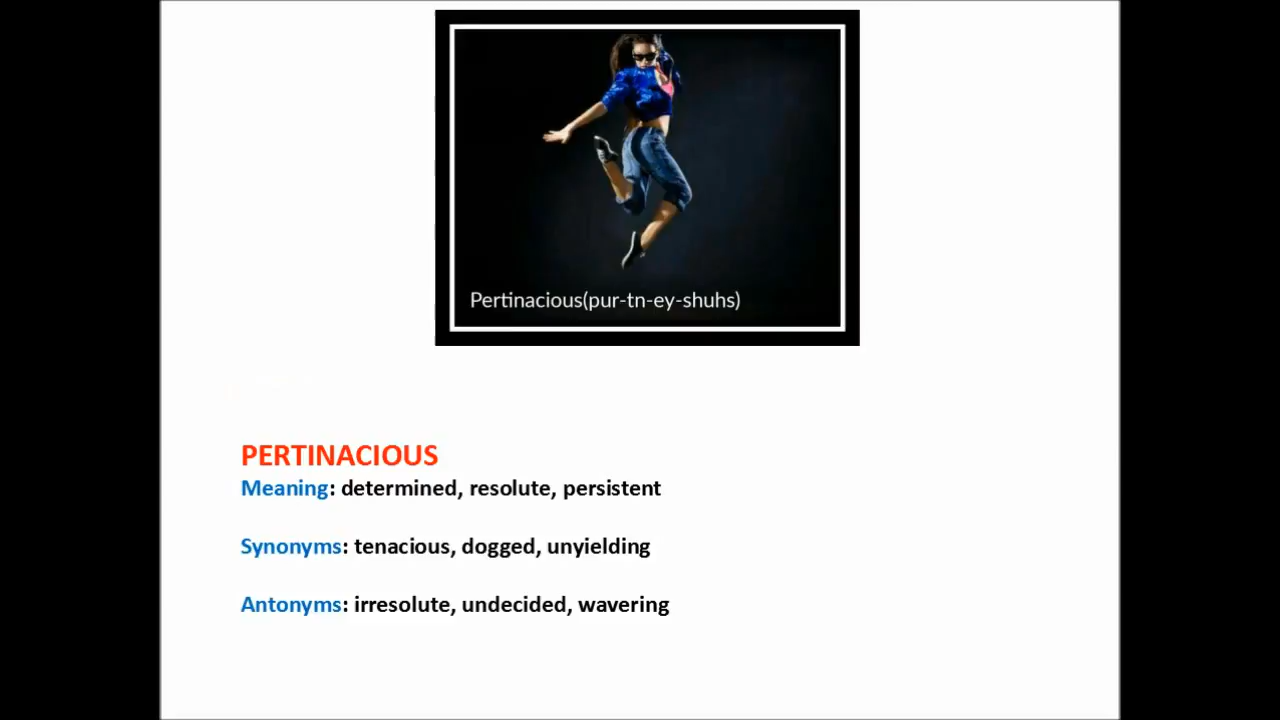 Pertinacious(pur-tn-ey-shuhs)
PERTINACIOUS
Meaning: determined, resolute, persistent
Synonyms: tenacious, dogged, unyielding
Antonyms: irresolute, undecided, wavering